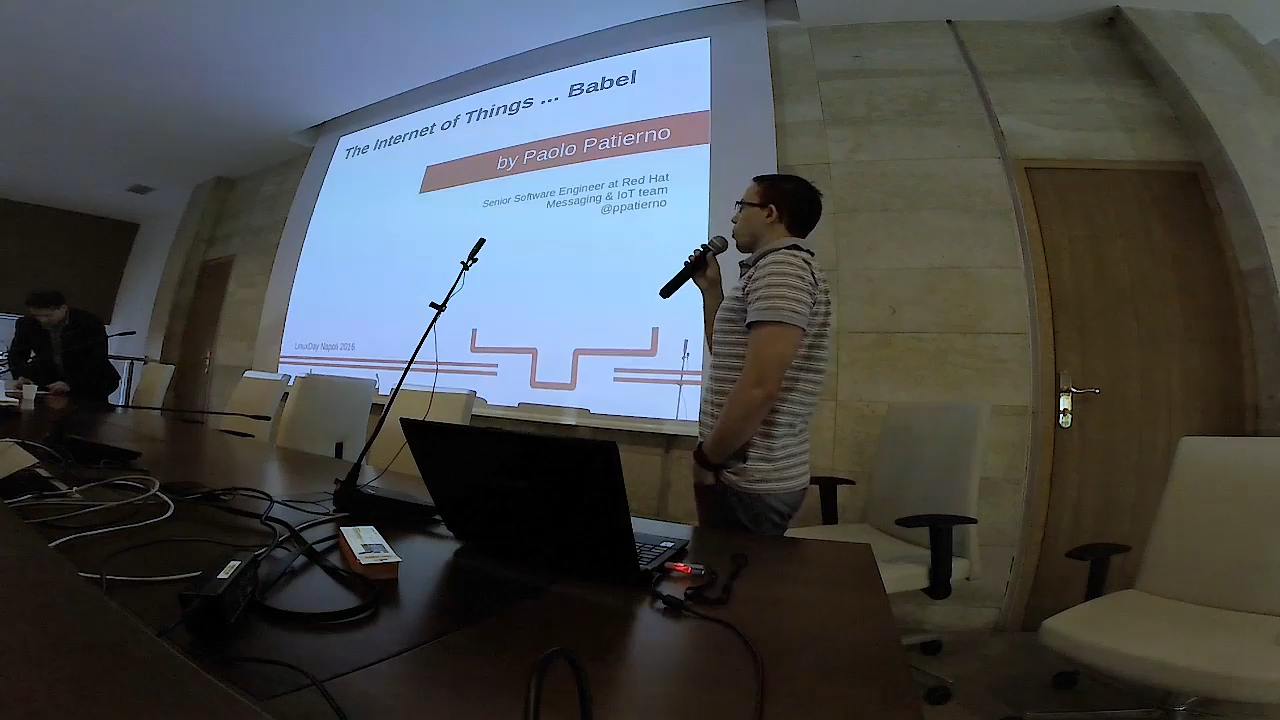 The Internet of Things ... Babel
by Paolo Patierno
Senior Software Engineer at Red Hat
Messaging & IoT team
@ppatierno
LinuxDay Napoli 2016